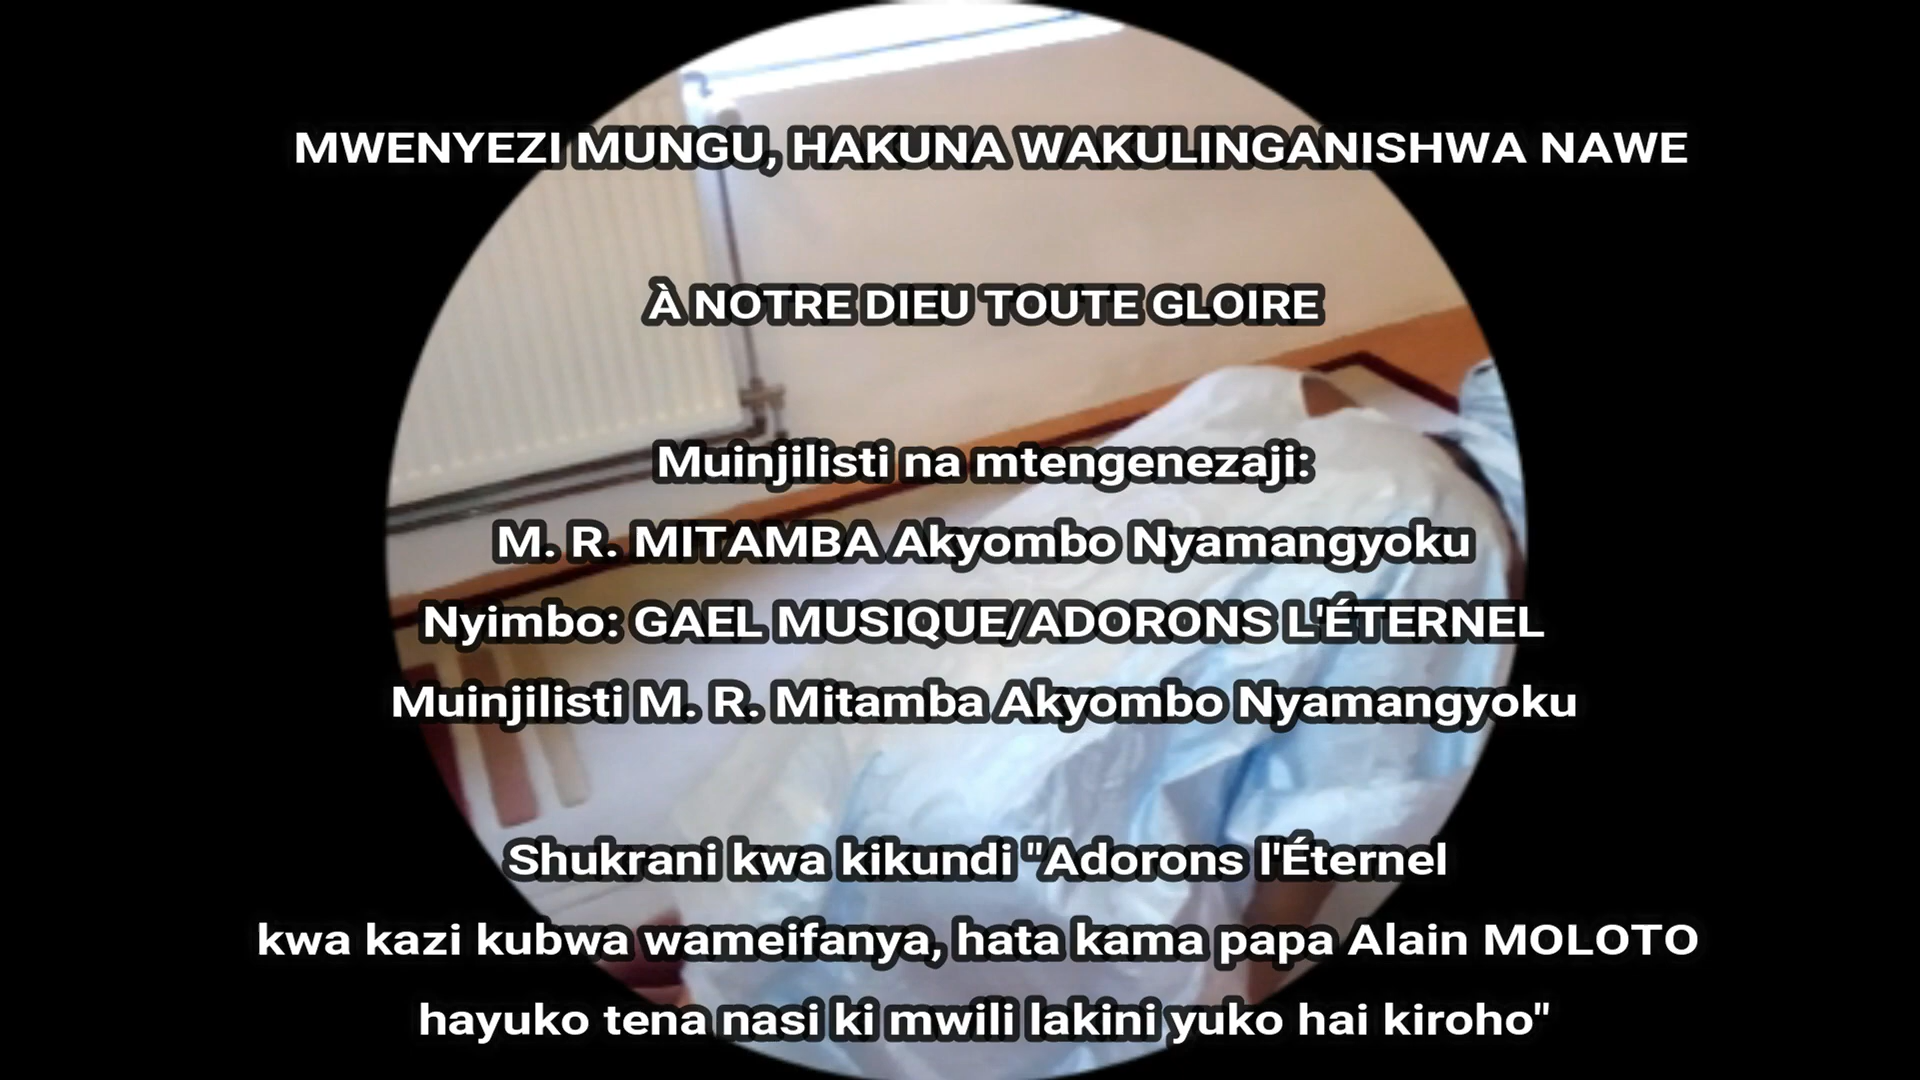 MWENYEZI MUNGU, HAKUNA WAKULINGANISHWA NAWE
À NOTRE DIEU TOUTE GLOIRE
Muinjilisti na mtengenezaji:
M. R. MITAMBA Akyombo Nyamangyoku
Nyimbo: GAEL MUSIQUE/ADORONS L'ÉTERNEL
Muinjilisti M. R. Mitamba Akyombo Nyamangyoku
Shukrani kwa kikundi "Adorons l'Éternel
kwa kazi kubwa wameifanya, hata kama papa Alain MOLOTO
hayuko tena nasi ki mwili lakini yuko hai kiroho"